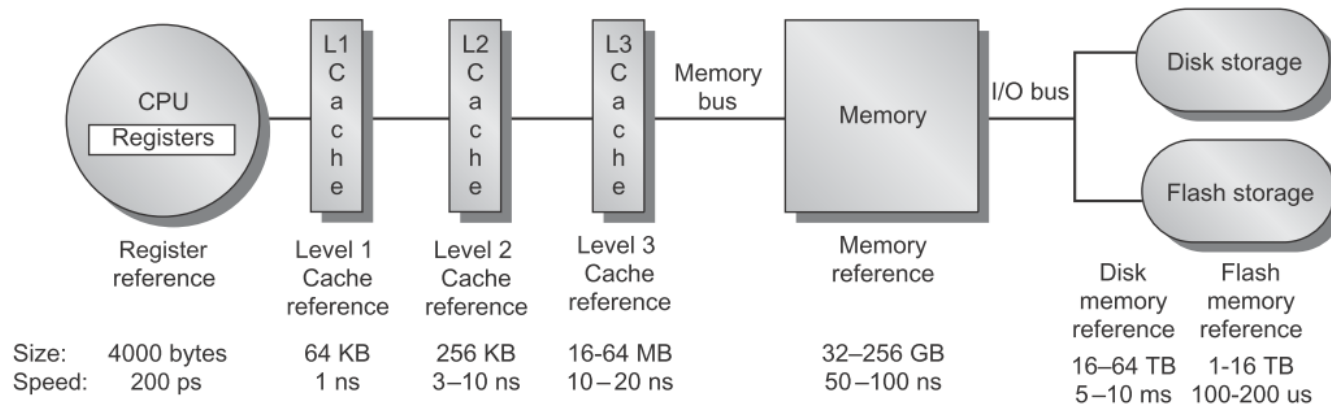 CPU
Registers
L1
C
a
c
h
e
L2
C
a
c
h
e
L3
C
a
c
h
e
Memory
bus
Memory
I/O bus
Disk storage
Flash storage
Register
reference
Level 1
Cache
reference
Level 2
Cache
reference
Level 3
Cache
reference
Memory
reference
Disk
memory
reference
Flash
memory
reference
Size: 4000 bytes 64 KB 256 KB 16-64 MB 32–256 GB 16–64 TB 1-16 TB
Speed: 200 ps 1 ns 3–10 ns 10–20 ns 50–100 ns 5–10 ms 100-200 us